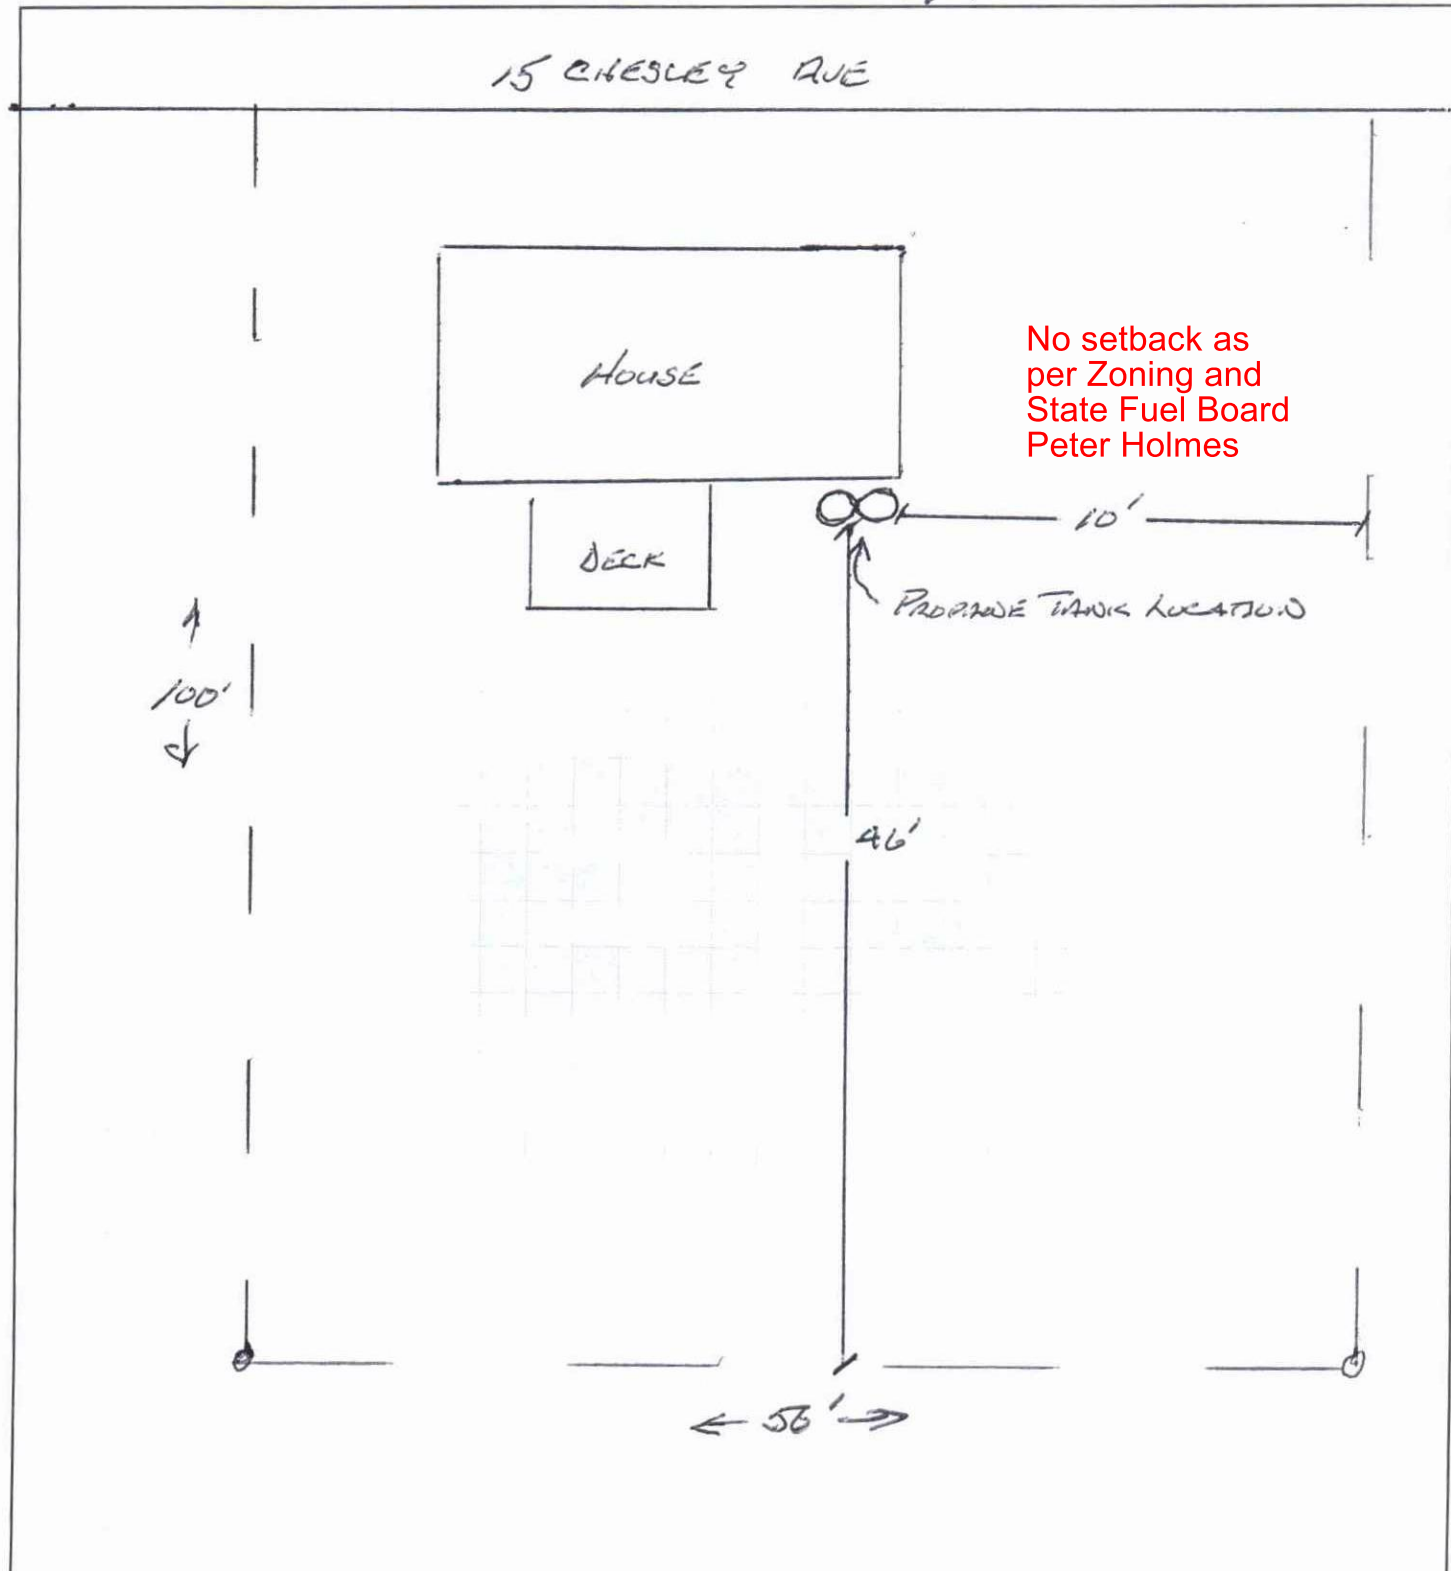 15 CHESLEY AVE
HOUSE
No setback as
per Zoning and
State Fuel Board
Peter Holmes
10'
DECK
PROPANE TANK LOCATION
100'
46'
56'